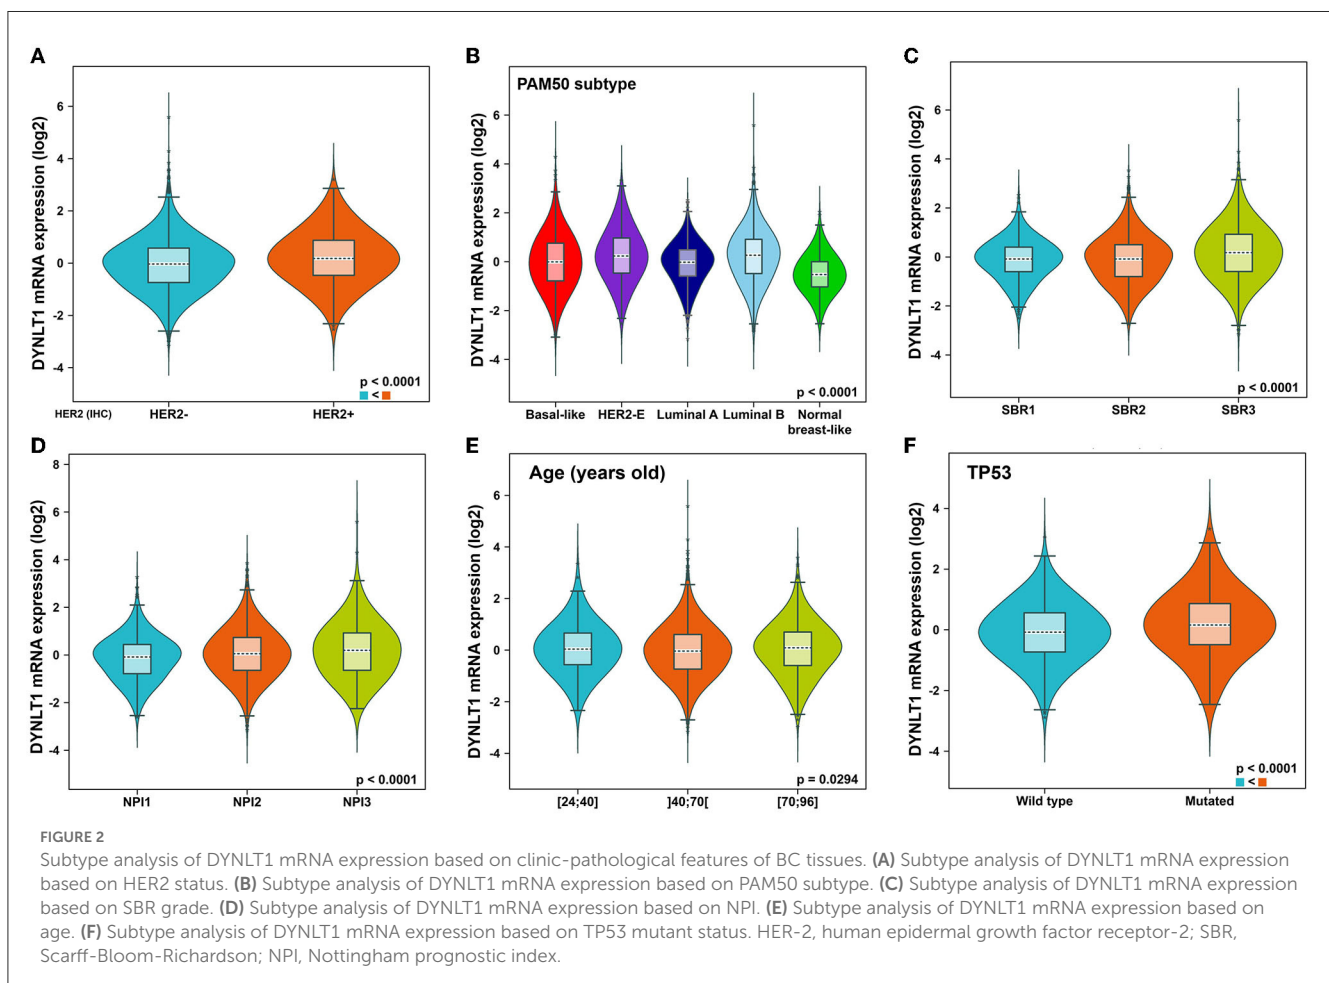 A
DYNLT1 mRNA expression (log2)
6
4
2
0
-2
-4
p < 0.0001
<
HER2 (IHC)
HER2-
HER2+
B
PAM50 subtype
DYNLT1 mRNA expression (log2)
6
4
2
0
-2
-4
p < 0.0001
Basal-like
HER2-E
Luminal A
Luminal B
Normal
breast-like
C
DYNLT1 mRNA expression (log2)
6
4
2
0
-2
-4
p < 0.0001
SBR1
SBR2
SBR3
D
DYNLT1 mRNA expression (log2)
8
6
4
2
0
-2
-4
p < 0.0001
NPI1
NPI2
NPI3
E
Age (years old)
DYNLT1 mRNA expression (log2)
6
4
2
0
-2
-4
p = 0.0294
[24;40]
]40;70[
[70;96]
F
TP53
DYNLT1 mRNA expression (log2)
4
2
0
-2
-4
p < 0.0001
<
Wild type
Mutated
FIGURE 2
Subtype analysis of DYNLT1 mRNA expression based on clinic-pathological features of BC tissues. (A) Subtype analysis of DYNLT1 mRNA expression
based on HER2 status. (B) Subtype analysis of DYNLT1 mRNA expression based on PAM50 subtype. (C) Subtype analysis of DYNLT1 mRNA expression
based on SBR grade. (D) Subtype analysis of DYNLT1 mRNA expression based on NPI. (E) Subtype analysis of DYNLT1 mRNA expression based on
age. (F) Subtype analysis of DYNLT1 mRNA expression based on TP53 mutant status. HER-2, human epidermal growth factor receptor-2; SBR,
Scarff-Bloom-Richardson; NPI, Nottingham prognostic index.